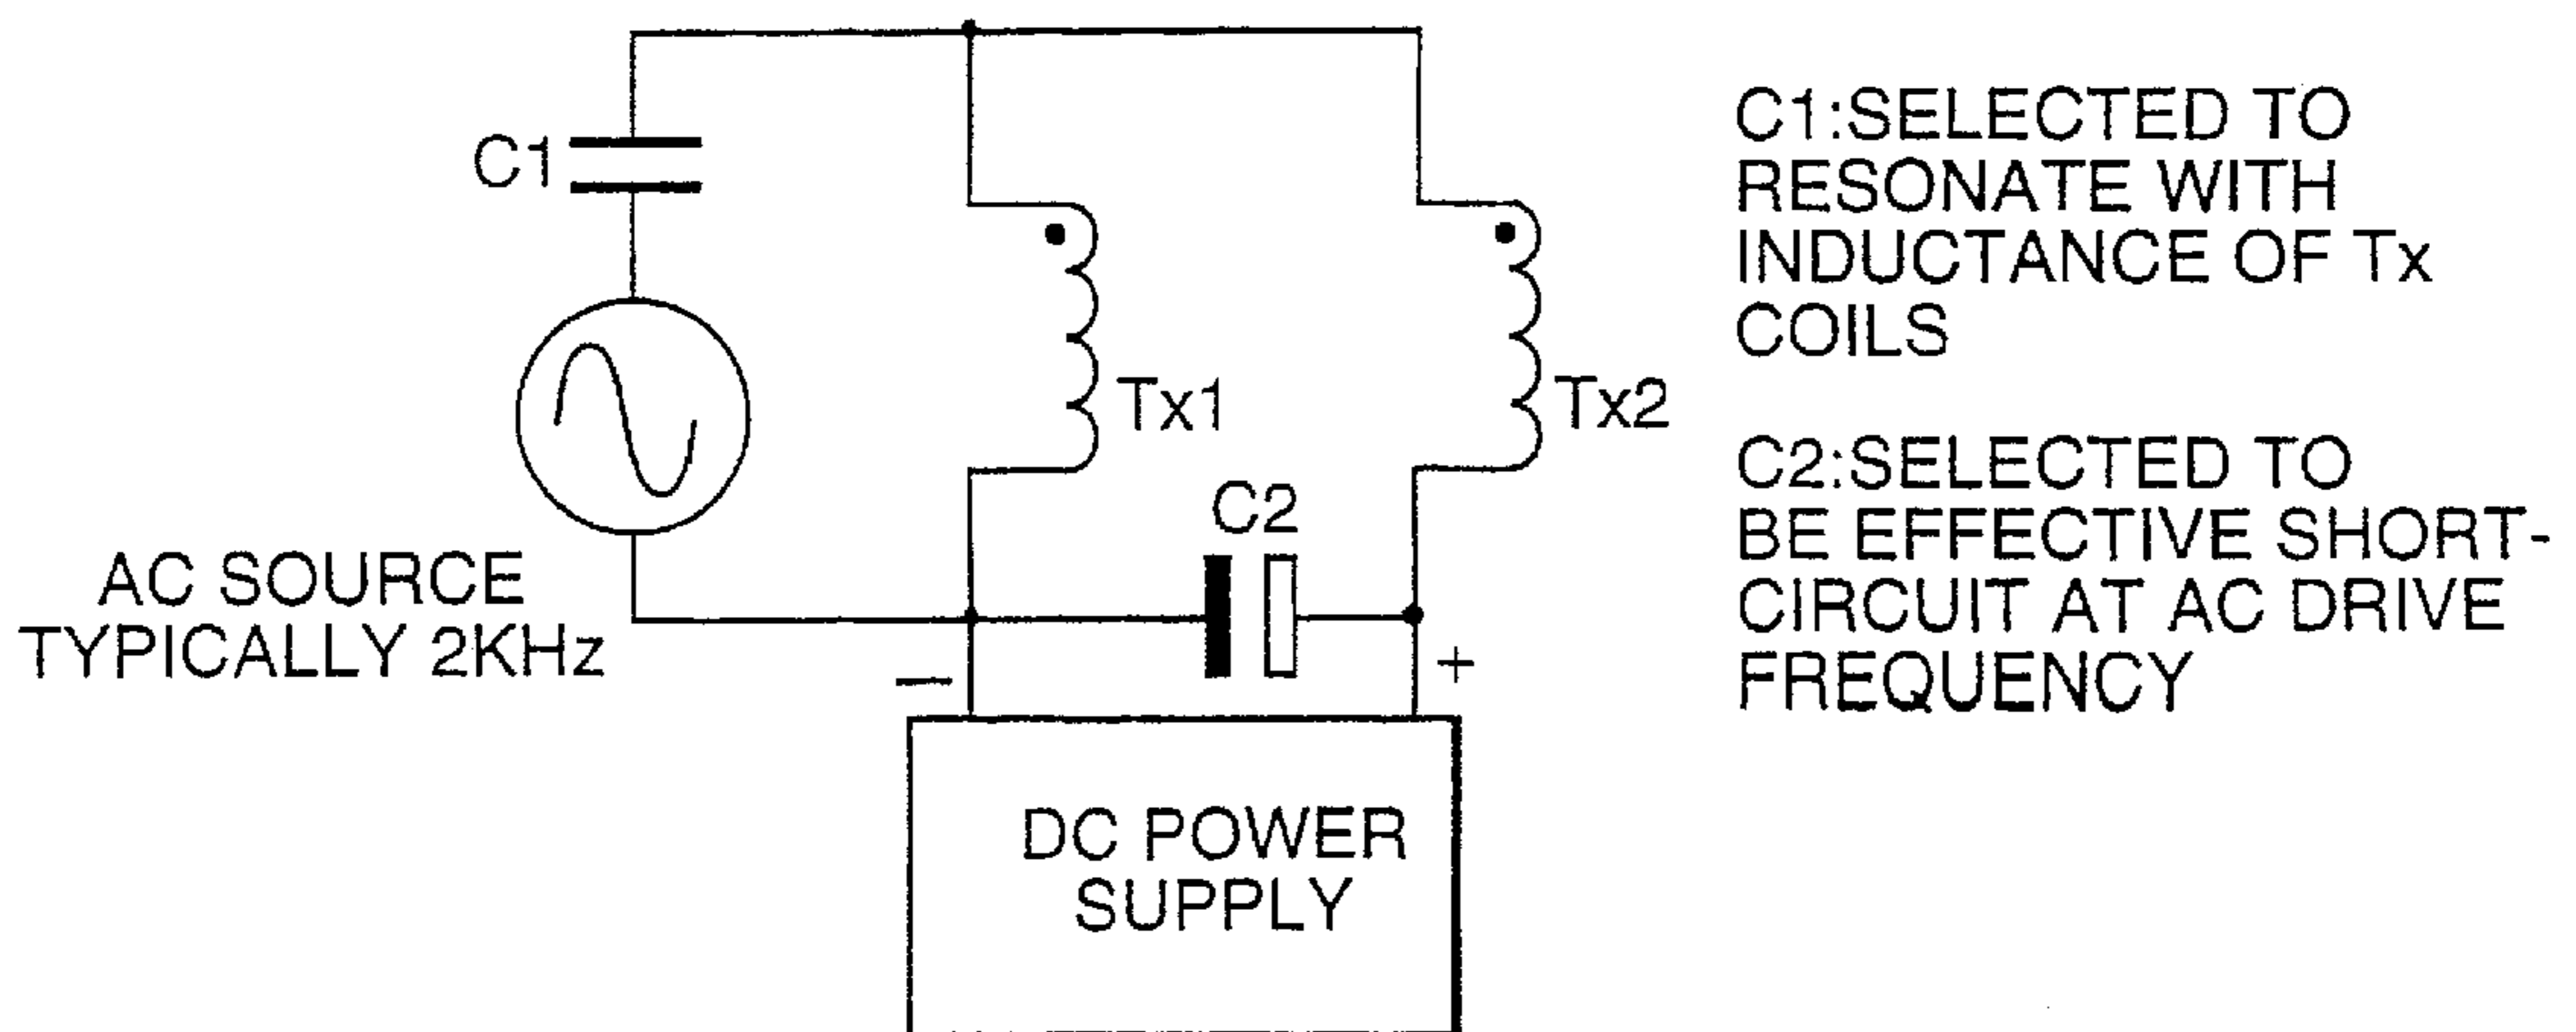 C1
C1:SELECTED TO
RESONATE WITH
INDUCTANCE OF Tx
COILS
Tx1
Tx2
C2
C2:SELECTED TO
BE EFFECTIVE SHORT-
CIRCUIT AT AC DRIVE
FREQUENCY
AC SOURCE
TYPICALLY 2KHz
− +
DC POWER
SUPPLY